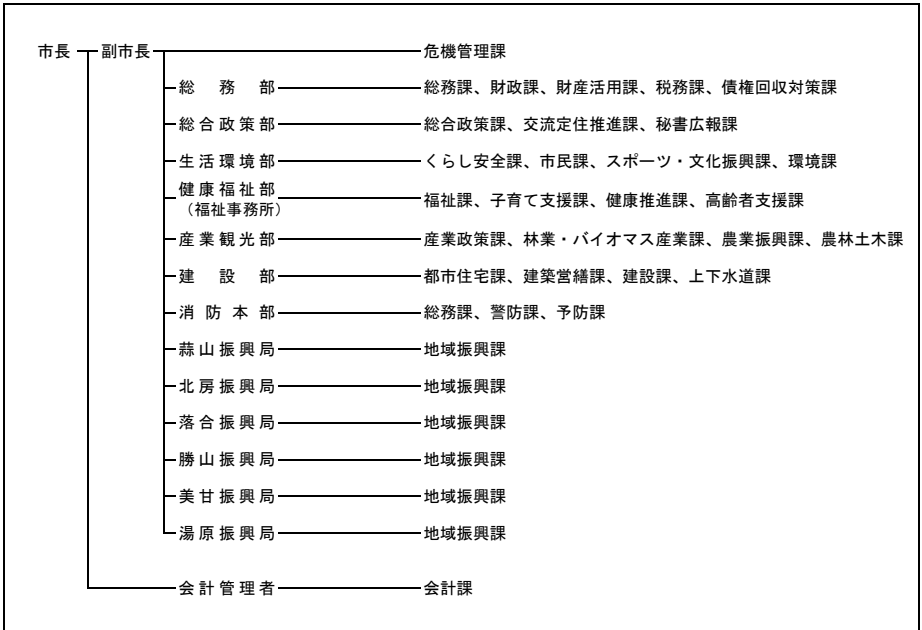 市長 副市長 危機管理課
総務部 総務課、財政課、財産活用課、税務課、債権回収対策課
総合政策部 総合政策課、交流定住推進課、秘書広報課
生活環境部 くらし安全課、市民課、スポーツ・文化振興課、環境課
健康福祉部
（福祉事務所） 福祉課、子育て支援課、健康推進課、高齢者支援課
産業観光部 産業政策課、林業・バイオマス産業課、農業振興課、農林土木課
建設部 都市住宅課、建築営繕課、建設課、上下水道課
消防本部 総務課、警防課、予防課
蒜山振興局 地域振興課
北房振興局 地域振興課
落合振興局 地域振興課
勝山振興局 地域振興課
美甘振興局 地域振興課
湯原振興局 地域振興課
会計管理者 会計課